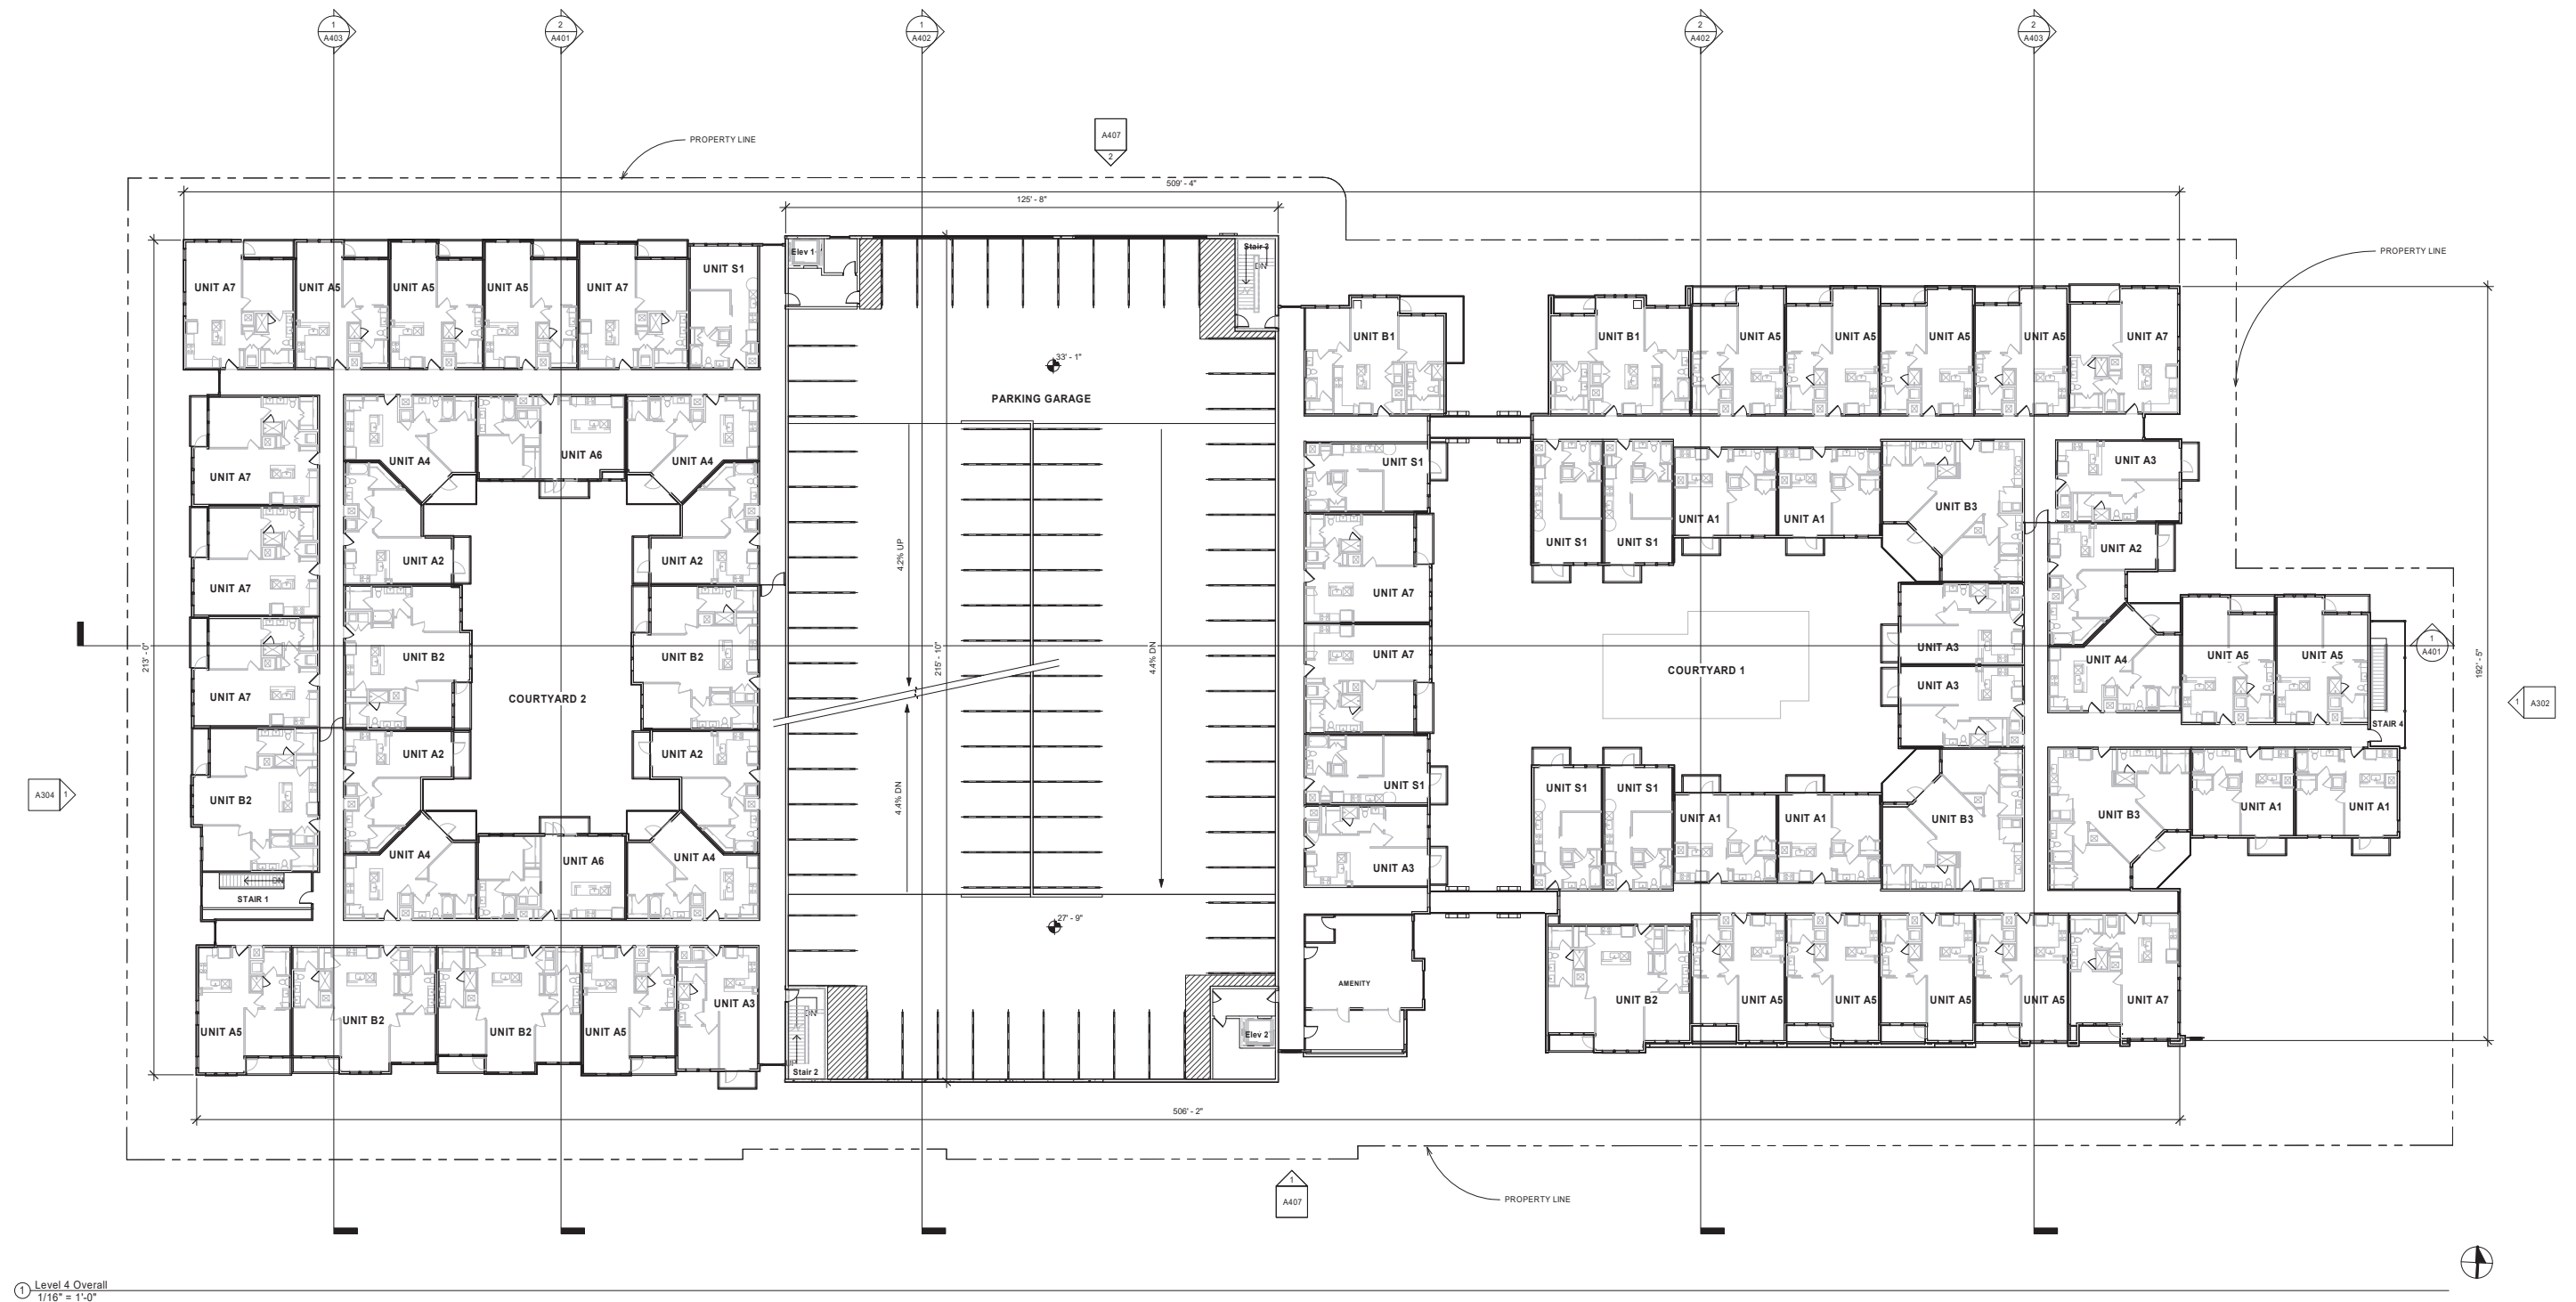 1
A403
2
A401
1
A402
2
A402
2
A403
PROPERTY LINE
A407
2
509' - 4"
125' - 8"
PROPERTY LINE
Elev 1
Stair 3
DN
UNIT A7
UNIT A5
UNIT A5
UNIT A5
UNIT A7
UNIT S1
UNIT B1
UNIT B1
UNIT A5
UNIT A5
UNIT A5
UNIT A5
UNIT A7
33' - 1"
PARKING GARAGE
UNIT A4
UNIT A6
UNIT A4
UNIT A7
UNIT S1
UNIT A3
UNIT B3
UNIT A1
UNIT A1
UNIT S1
UNIT S1
UNIT A2
UNIT A2
UNIT A2
4.2% UP
UNIT A7
UNIT A7
UNIT B2
UNIT B2
213' - 0"
215' - 10"
4.4% DN
UNIT A7
UNIT A3
UNIT A4
UNIT A5
UNIT A5
1
A401
192' - 5"
COURTYARD 1
UNIT A3
UNIT A7
COURTYARD 2
1
A302
STAIR 4
UNIT A2
UNIT A2
UNIT S1
UNIT S1
UNIT S1
A304
1
UNIT B2
4.4% DN
UNIT A1
UNIT A1
UNIT B3
UNIT B3
UNIT A1
UNIT A1
UNIT A4
UNIT A6
UNIT A4
UNIT A3
DN
STAIR 1
27' - 9"
AMENITY
UNIT A5
UNIT B2
UNIT B2
UNIT A5
UNIT A3
DN
UP
Stair 2
Elev 2
UNIT B2
UNIT A5
UNIT A5
UNIT A5
UNIT A5
UNIT A7
506' - 2"
1
A407
PROPERTY LINE
1
Level 4 Overall
1/16" = 1'-0"